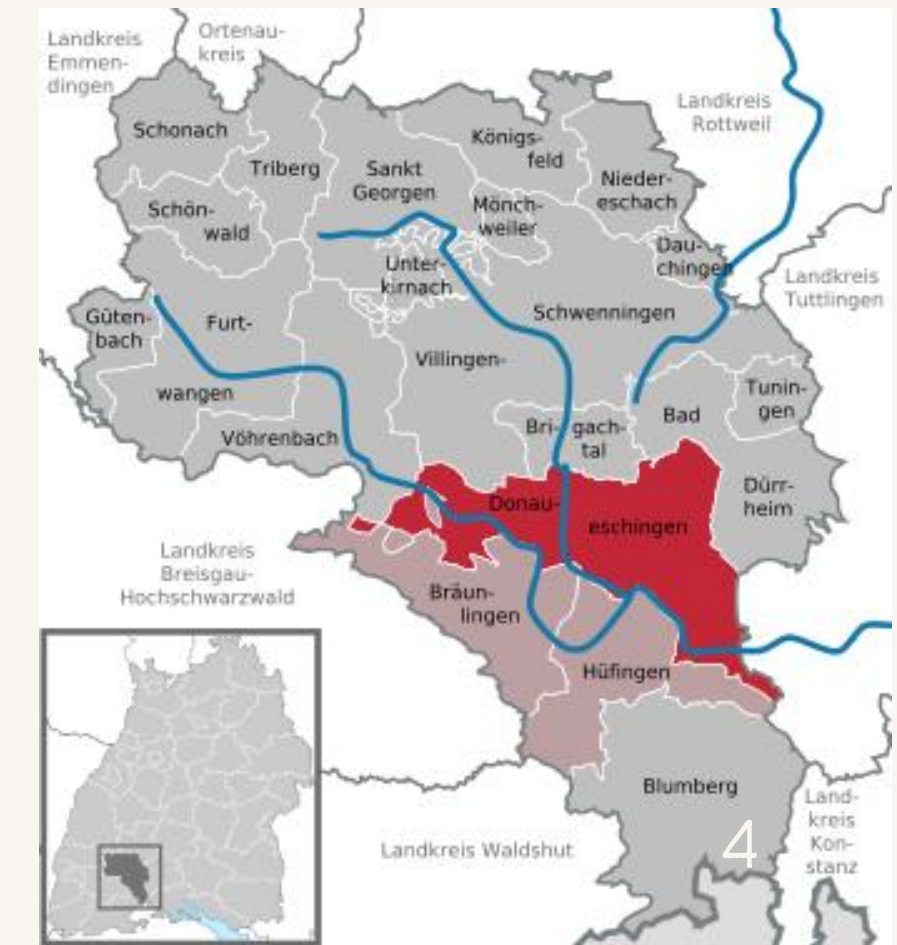 Landkreis
Emmen-
dingen
Ortenau-
kreis
Landkreis
Rottweil
Schonach
Triberg
Sankt
Georgen
Königs-
feld
Nieder-
eschach
Schön-
wald
Mönch-
weiler
Dau-
chingen
Unter-
kirnach
Landkreis
Tuttlingen
Güten-
bach
Furt-
wangen
Schwenningen
Villingen-
Vöhrenbach
Bri-
gach-
tal
Bad
Tunin-
gen
Dürr-
heim
Donau-
eschingen
Landkreis
Breisgau-
Hochschwarzwald
Bräun-
lingen
Hüfingen
Blumberg
Landkreis Waldshut
Land-
kreis
Kon-
stanz
4